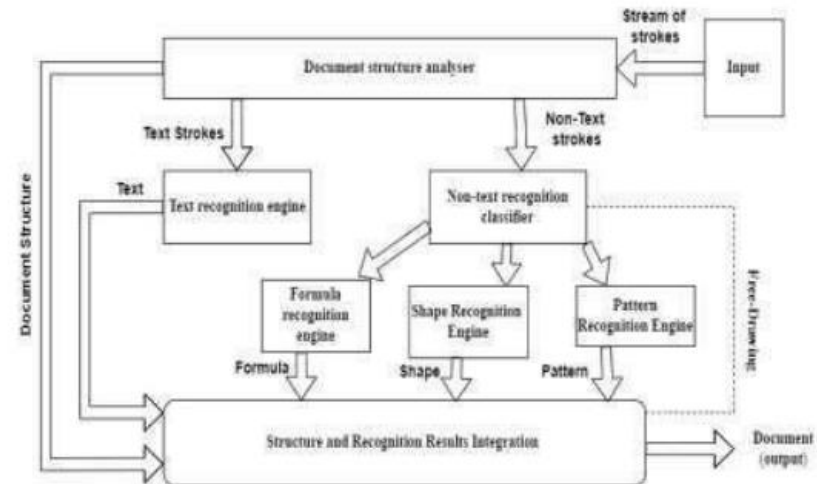 Stream of
strokes
Document structure analyser
Input
Text Strokes
Non-Text
strokes
Document Structure
Text
Text recognition engine
Non-text recognition
classifier
Free-Drawing
Formula
recognition
engine
Shape Recognition
Engine
Pattern
Recognition Engine
Formula
Shape
Pattern
Structure and Recognition Results Integration
Document
(output)